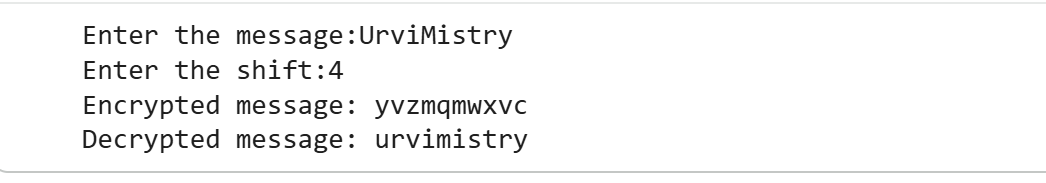 Enter the message:UrviMistry
Enter the shift:4
Encrypted message: yvzmqmwxvc
Decrypted message: urvimistry